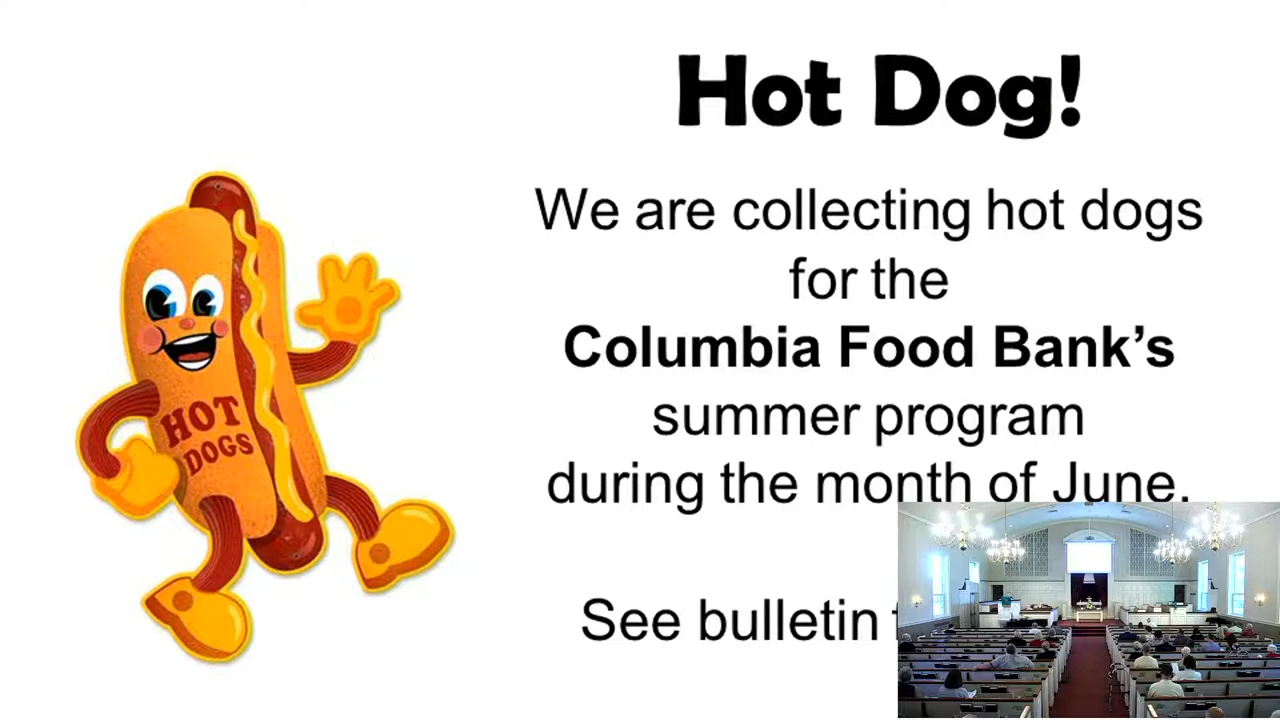 Hot Dog!
We are collecting hot dogs
for the
Columbia Food Bank's
summer program
during the month of June.
See bulletin
HOT
DOGS